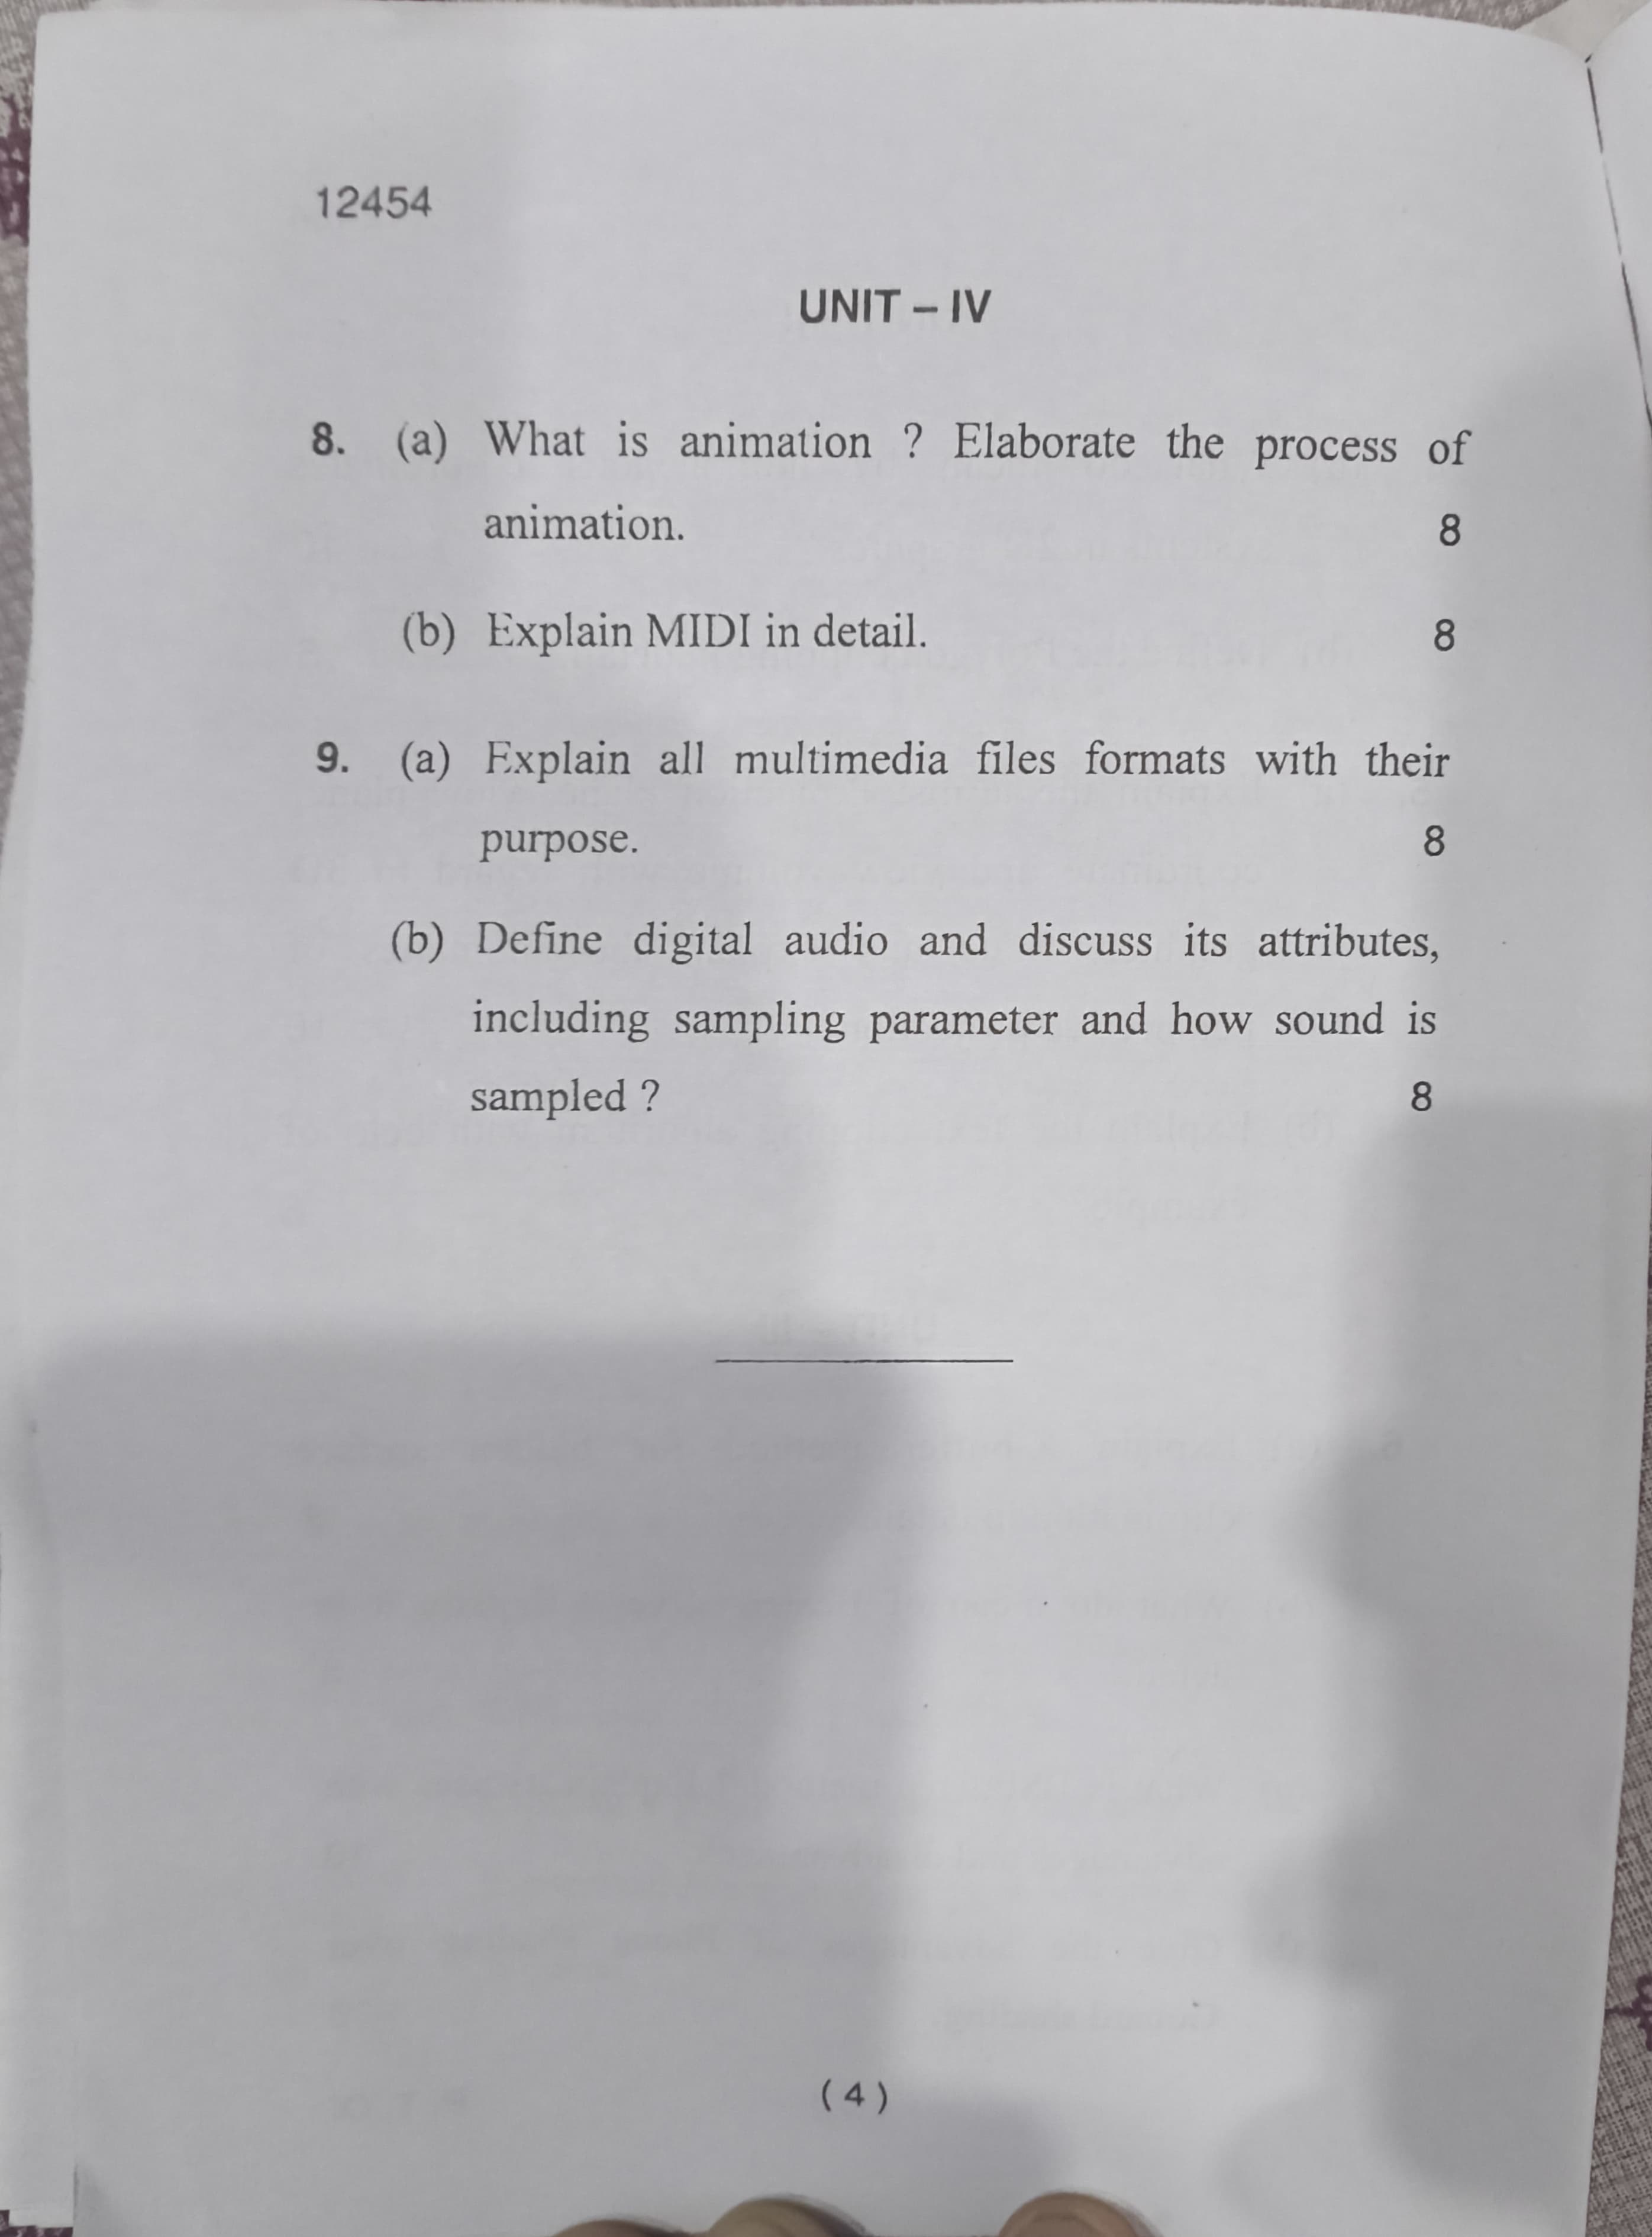 12454
UNIT – IV
8. (a) What is animation ? Elaborate the process of
animation. 8
(b) Explain MIDI in detail. 8
9. (a) Explain all multimedia files formats with their
purpose. 8
(b) Define digital audio and discuss its attributes,
including sampling parameter and how sound is
sampled ? 8
( 4 )